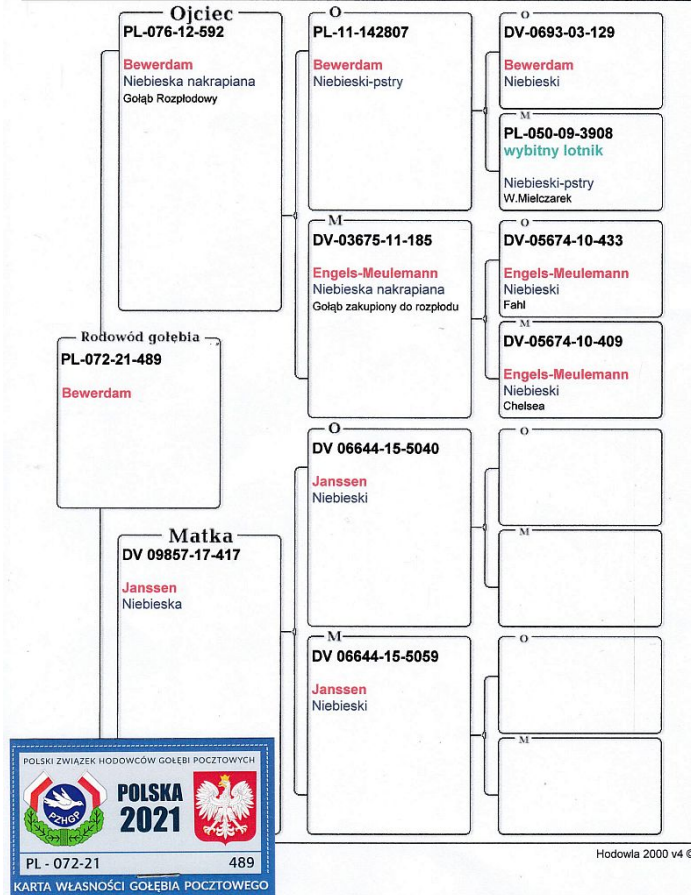 Ojciec
PL-076-12-592
Bewerdam
Niebieska nakrapiana
Gołąb Rozpłodowy
O
PL-11-142807
Bewerdam
Niebieski-pstry
O
DV-0693-03-129
Bewerdam
Niebieski
M
PL-050-09-3908
wybitny lotnik
Niebieski-pstry
W.Mielczarek
M
DV-03675-11-185
Engels-Meulemann
Niebieska nakrapiana
Gołąb zakupiony do rozpłodu
O
DV-05674-10-433
Engels-Meulemann
Niebieski
Fahl
M
DV-05674-10-409
Engels-Meulemann
Niebieski
Chelsea
Rodowód gołębia
PL-072-21-489
Bewerdam
O
DV 06644-15-5040
Janssen
Niebieski
O
M
Matka
DV 09857-17-417
Janssen
Niebieska
M
DV 06644-15-5059
Janssen
Niebieski
O
M
POLSKI ZWIĄZEK HODOWCÓW GOŁĘBI POCZTOWYCH
PZHGP
POLSKA
2021
PL - 072-21 489
KARTA WŁASNOŚCI GOŁĘBIA POCZTOWEGO
Hodowla 2000 v4 ©